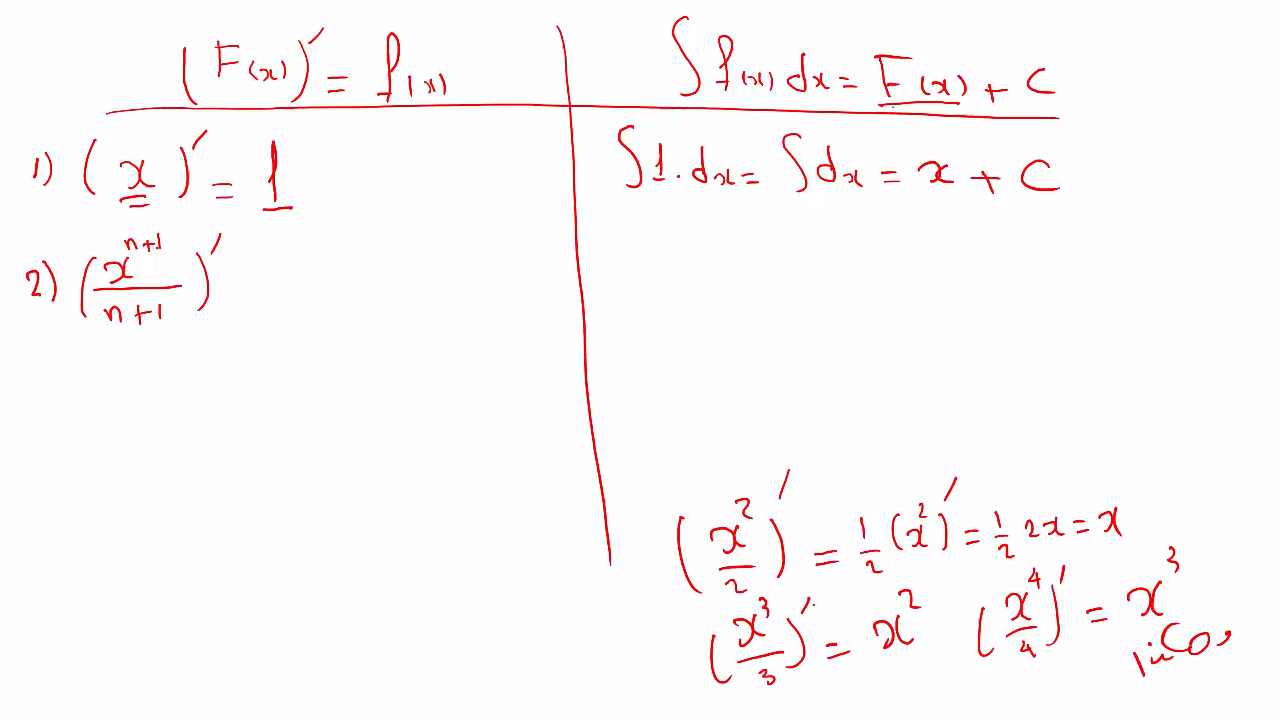 (F(x))′ = f(x)
∫f(x) dx = F(x) + C
1) (x)′ = 1
∫1. dx = ∫dx = x + C
2) (x^(n+1)/(n+1))′
(x²/2)′ = 1/2 (x²)′ = 1/2 2x = x
(x³/3)′ = x² (x⁴/4)′ = x³